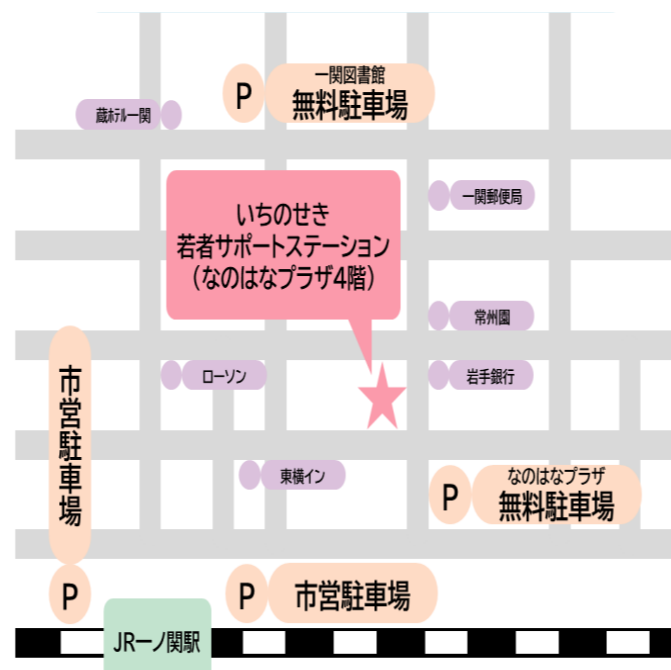 P
一関図書館
無料駐車場
蔵ホテル一関
いちのせき
若者サポートステーション
（なのはなプラザ4階）
一関郵便局
常州園
ローソン
岩手銀行
市営駐車場
P
東横イン
P
なのはなプラザ
無料駐車場
P
市営駐車場
JR一ノ関駅